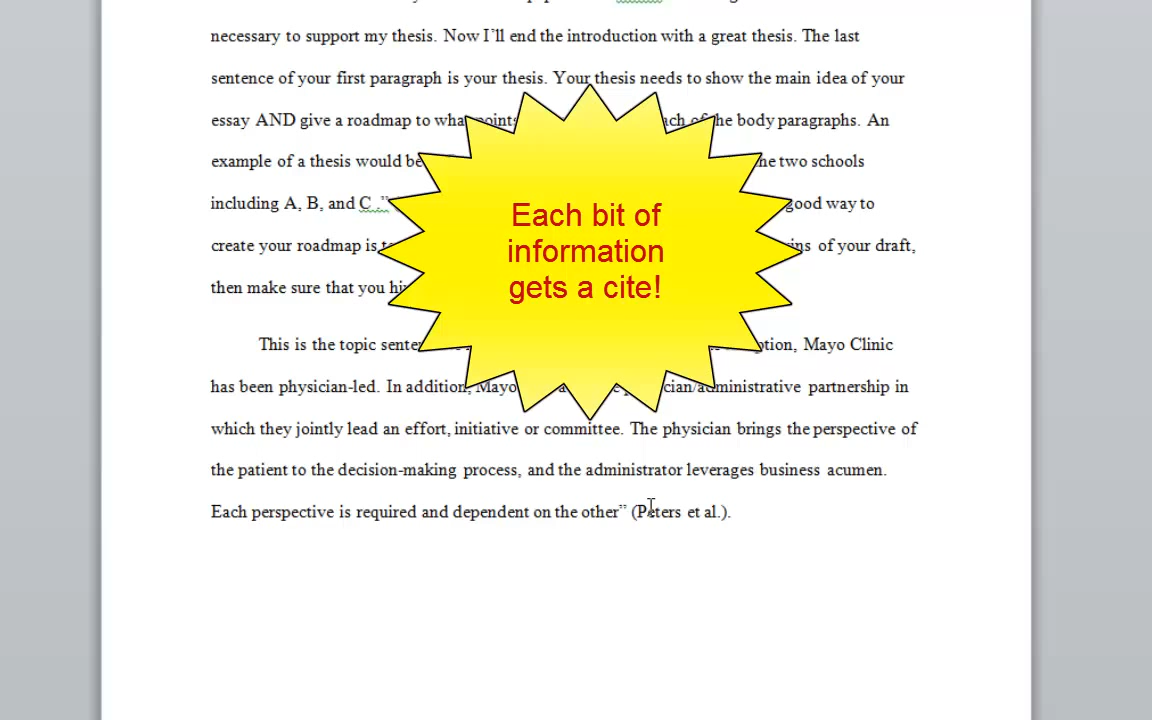 necessary to support my thesis. Now I'll end the introduction with a great thesis. The last
sentence of your first paragraph is your thesis. Your thesis needs to show the main idea of your
essay AND give a roadmap to what points of the body paragraphs. An
example of a thesis would be the two schools
including A, B, and C ." good way to
create your roadmap is to of your draft,
then make sure that you
Each bit of
information
gets a cite!
This is the topic Mayo Clinic
has been physician-led. In addition, Mayo partnership in
which they jointly lead an effort, initiative or committee. The physician brings the perspective of
the patient to the decision-making process, and the administrator leverages business acumen.
Each perspective is required and dependent on the other" (Peters et al.).